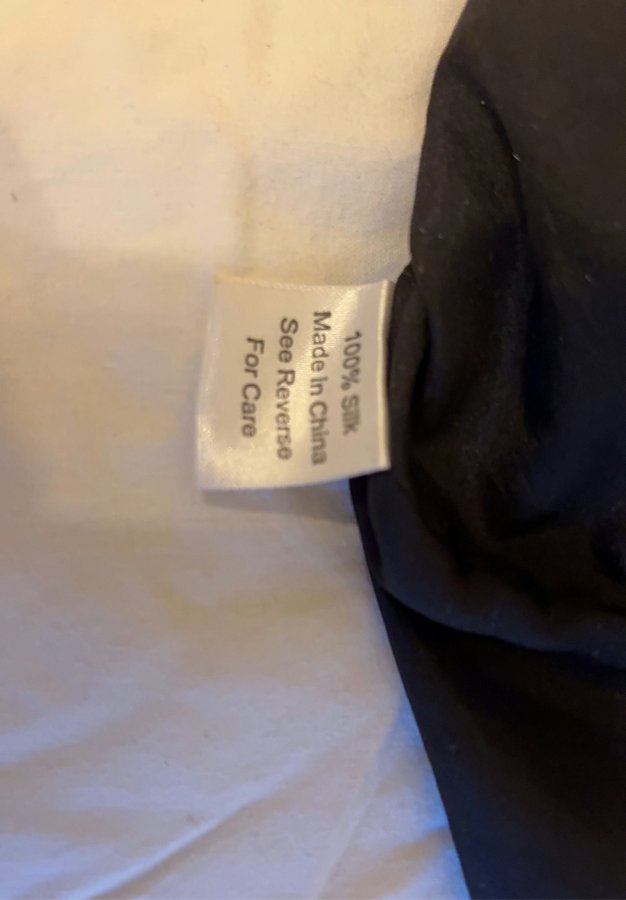 100% Silk
Made In China
See Reverse
For Care